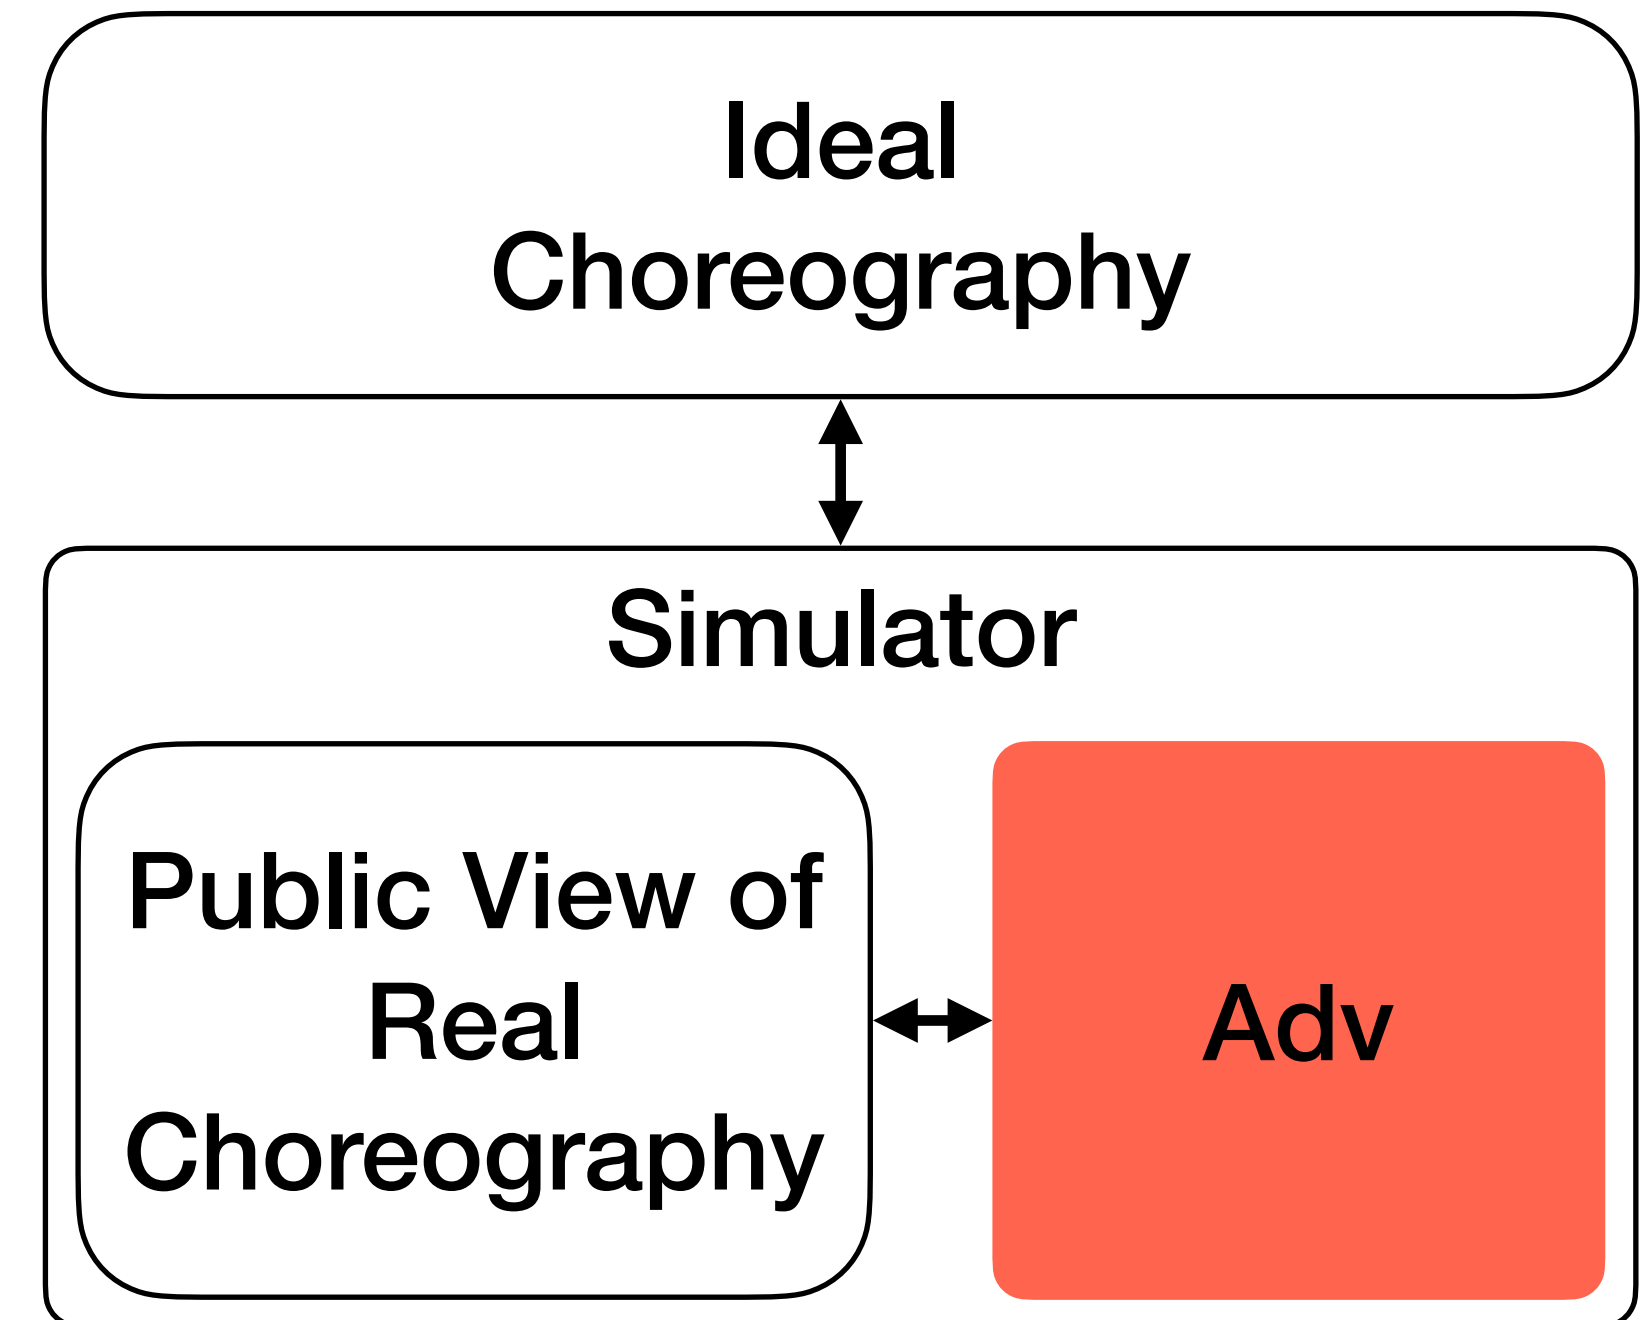 Ideal
Choreography
Simulator
Public View of
Real
Choreography
Adv